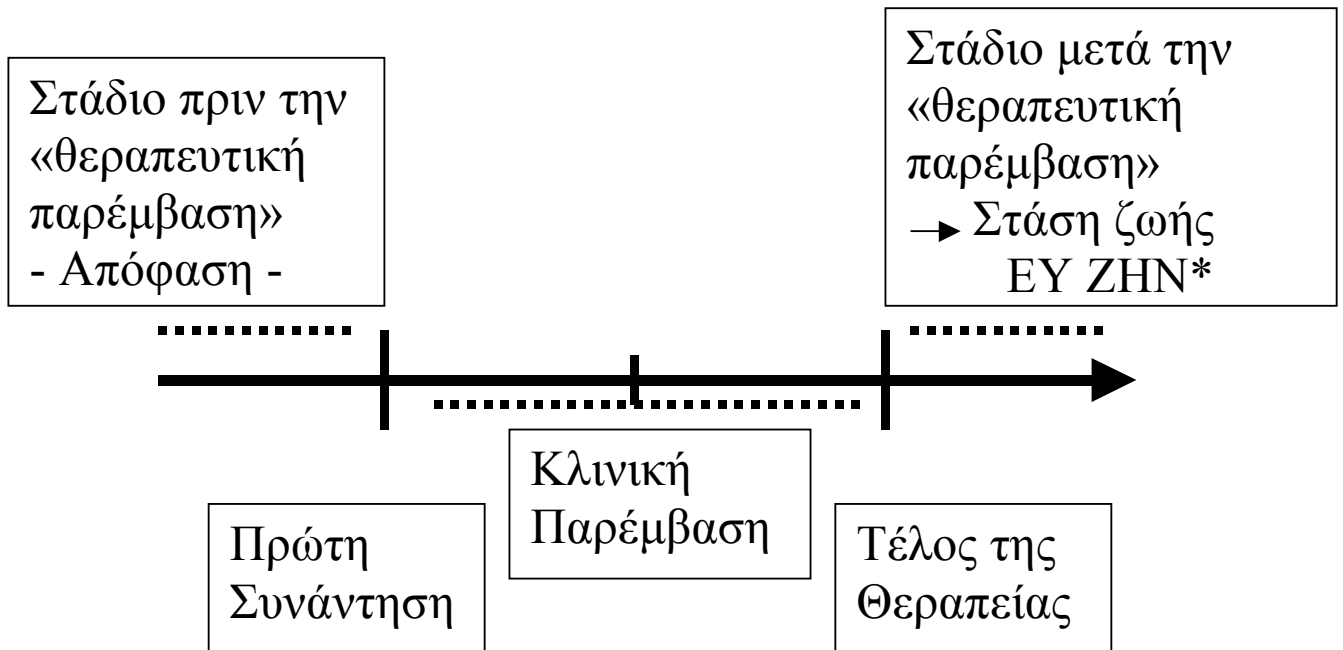 Στάδιο πριν την
«θεραπευτική
παρέμβαση»
- Απόφαση -
Στάδιο μετά την
«θεραπευτική
παρέμβαση»
→ Στάση ζωής
ΕΥ ΖΗΝ*
Πρώτη
Συνάντηση
Κλινική
Παρέμβαση
Τέλος της
Θεραπείας